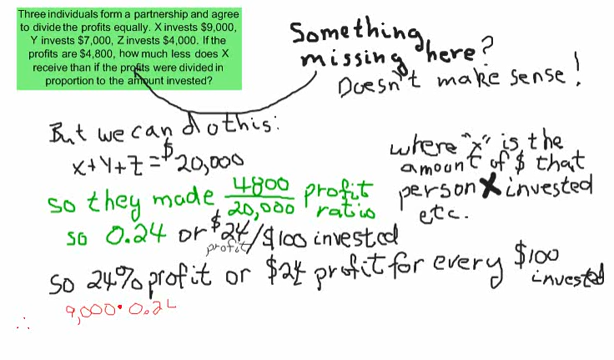 Three individuals form a partnership and agree
to divide the profits equally. X invests $9,000,
Y invests $7,000, Z invests $4,000. If the
profits are $4,800, how much less does X
receive than if the profits were divided in
proportion to the amount invested?
Something
missing here?
Doesn't make sense!
But we can do this:
x+y+z=$20,000
where "x" is the
amount of $ that
person X invested
etc.
so they made 4800/20,000 profit ratio
so 0.24 or $24/$100 invested
profit
So 24% profit or $24 profit for every $100
invested
∴ 9,000•0.24